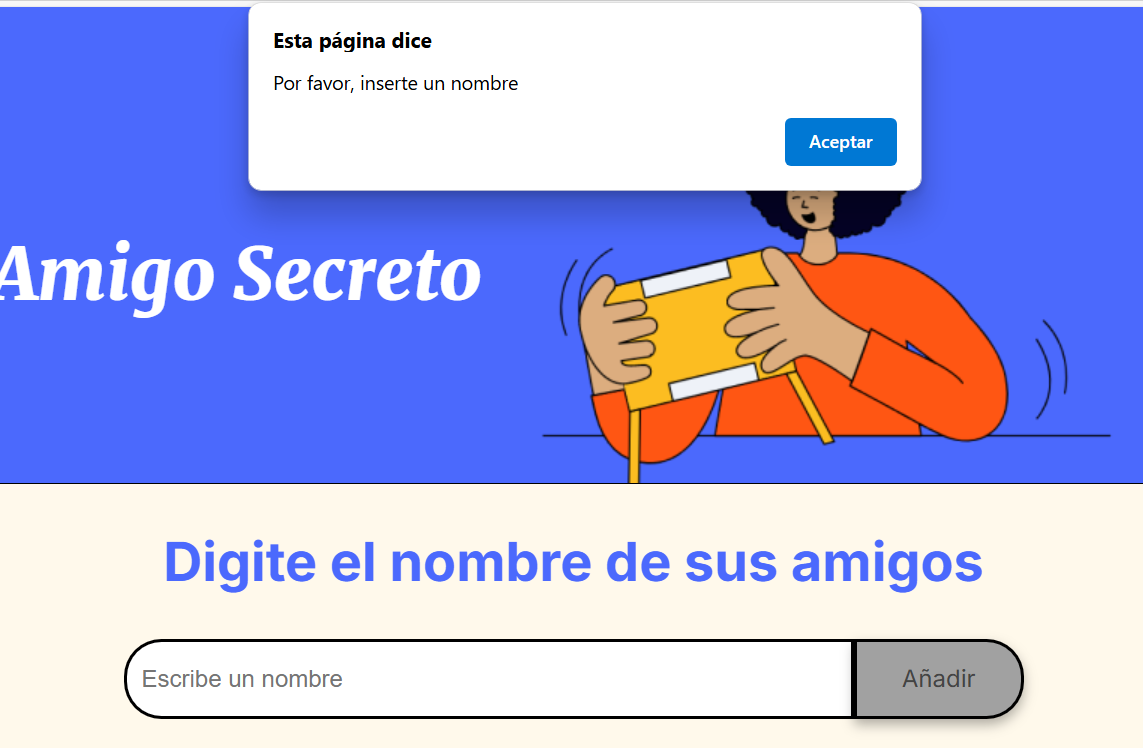 Esta página dice
Por favor, inserte un nombre
Aceptar
Amigo Secreto
Digite el nombre de sus amigos
Escribe un nombre
Añadir